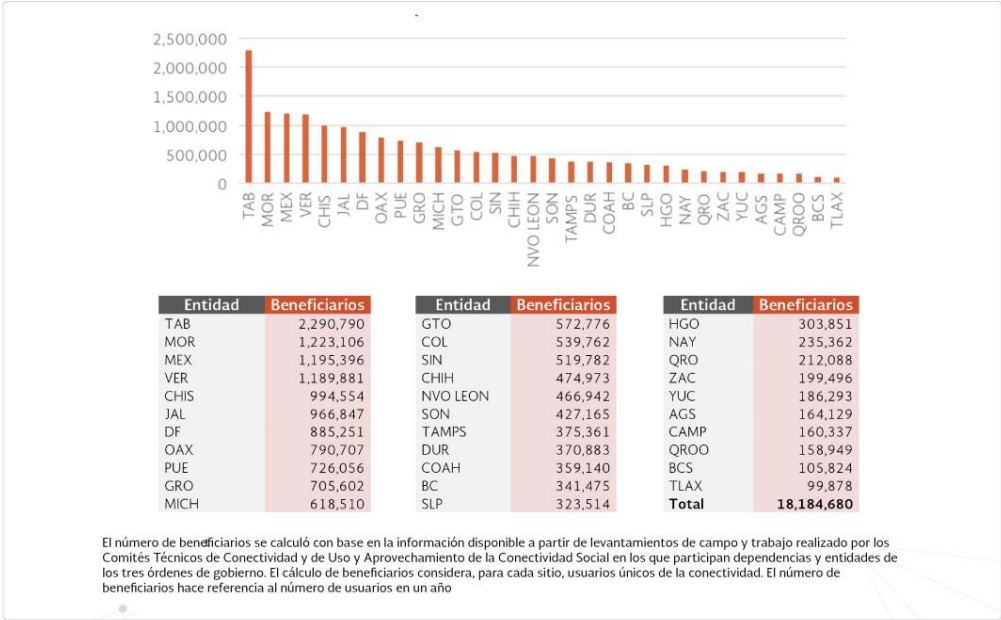 2,500,000
2,000,000
1,500,000
1,000,000
500,000
0
TAB MOR MEX VER CHIS JAL DF OAX PUE GRO MICH GTO COL SIN CHIH NVO LEON SON TAMPS DUR COAH BC SLP HGO NAY QRO ZAC YUC AGS CAMP QROO BCS TLAX
Entidad Beneficiarios
TAB 2,290,790
MOR 1,223,106
MEX 1,195,396
VER 1,189,881
CHIS 994,554
JAL 966,847
DF 885,251
OAX 790,707
PUE 726,056
GRO 705,602
MICH 618,510
Entidad Beneficiarios
GTO 572,776
COL 539,762
SIN 519,782
CHIH 474,973
NVO LEON 466,942
SON 427,165
TAMPS 375,361
DUR 370,883
COAH 359,140
BC 341,475
SLP 323,514
Entidad Beneficiarios
HGO 303,851
NAY 235,362
QRO 212,088
ZAC 199,496
YUC 186,293
AGS 164,129
CAMP 160,337
QROO 158,949
BCS 105,824
TLAX 99,878
Total 18,184,680
El número de beneficiarios se calculó con base en la información disponible a partir de levantamientos de campo y trabajo realizado por los
Comités Técnicos de Conectividad y de Uso y Aprovechamiento de la Conectividad Social en los que participan dependencias y entidades de
los tres órdenes de gobierno. El cálculo de beneficiarios considera, para cada sitio, usuarios únicos de la conectividad. El número de
beneficiarios hace referencia al número de usuarios en un año